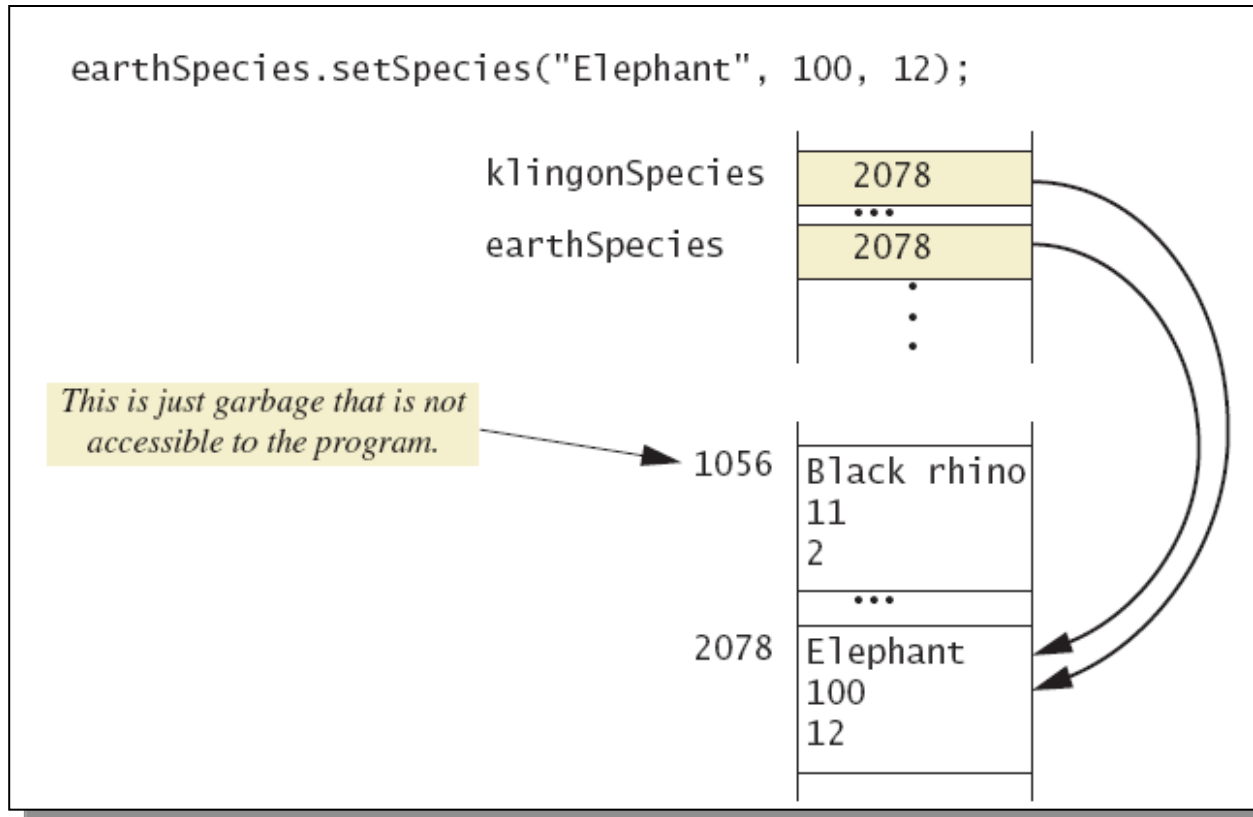 earthSpecies.setSpecies("Elephant", 100, 12);
klingonSpecies 2078
...
earthSpecies 2078
This is just garbage that is not
accessible to the program.
1056 Black rhino
11
2
...
2078 Elephant
100
12